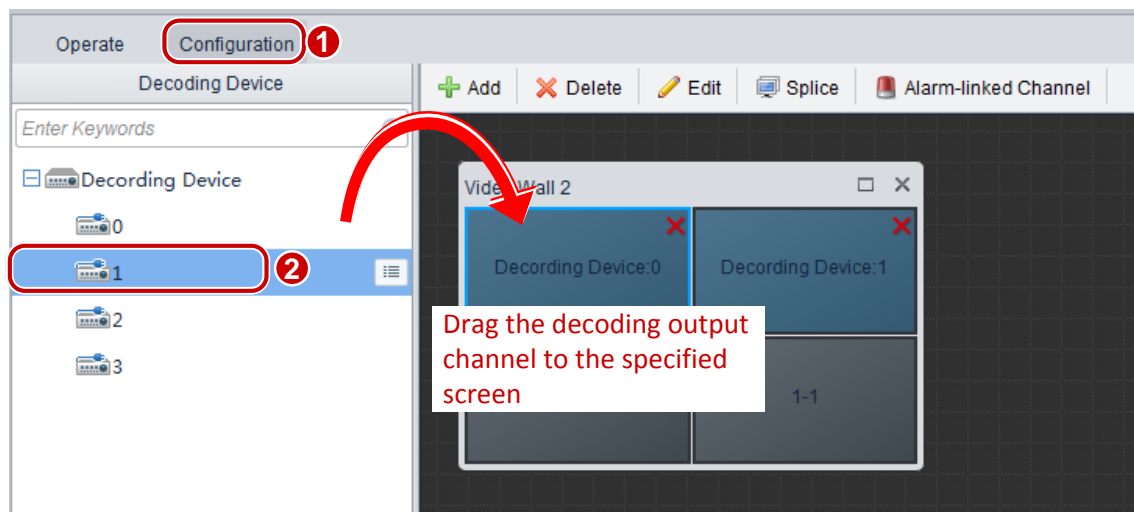 Operate Configuration 1
Decoding Device
Add Delete Edit Splice Alarm-linked Channel
Enter Keywords
Decording Device
0
1 2
2
3
Video Wall 2
Decording Device:0 Decording Device:1
Drag the decoding output
channel to the specified
screen
1-1